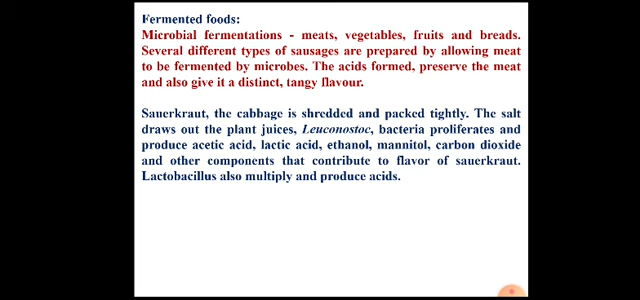 Fermented foods:
Microbial fermentations - meats, vegetables, fruits and breads.
Several different types of sausages are prepared by allowing meat
to be fermented by microbes. The acids formed, preserve the meat
and also give it a distinct, tangy flavour.
Sauerkraut, the cabbage is shredded and packed tightly. The salt
draws out the plant juices, Leuconostoc, bacteria proliferates and
produce acetic acid, lactic acid, ethanol, mannitol, carbon dioxide
and other components that contribute to flavor of sauerkraut.
Lactobacillus also multiply and produce acids.